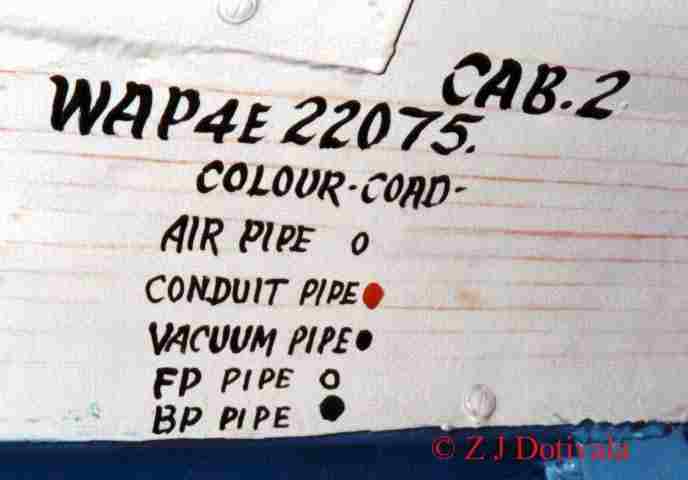 CAB.2
WAP4E 22075.
COLOUR-COAD-
AIR PIPE
CONDUIT PIPE
VACUUM PIPE
FP PIPE
BP PIPE
© Z J Dotivala